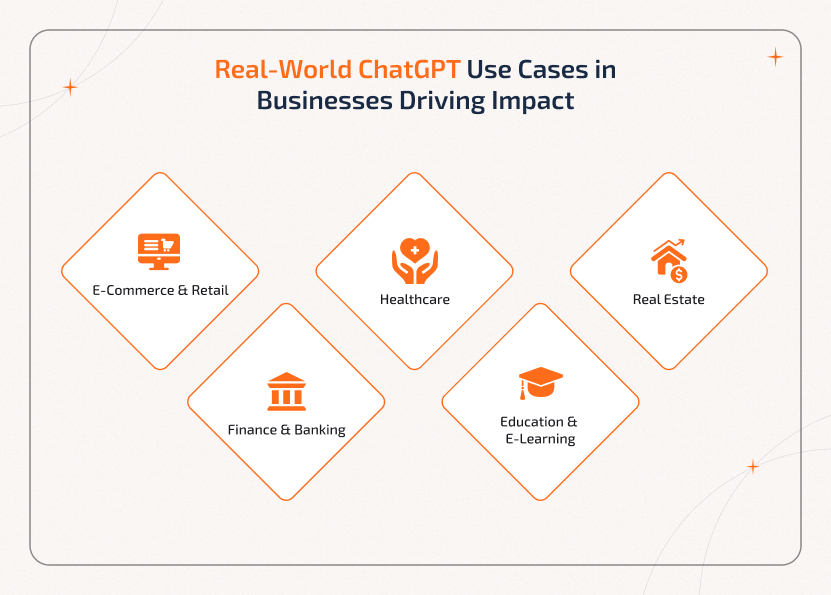 Real-World ChatGPT Use Cases in
Businesses Driving Impact
E-Commerce & Retail
Healthcare
Real Estate
Finance & Banking
Education &
E-Learning